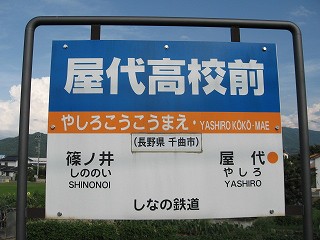 屋代高校前
やしろこうこうまえ・YASHIRO KŌKŌ-MAE
(長野県 千曲市)
篠ノ井 屋代
しののい やしろ
SHINONOI YASHIRO
しなの鉄道